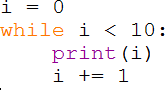 i = 0
while i < 10:
    print(i)
    i += 1